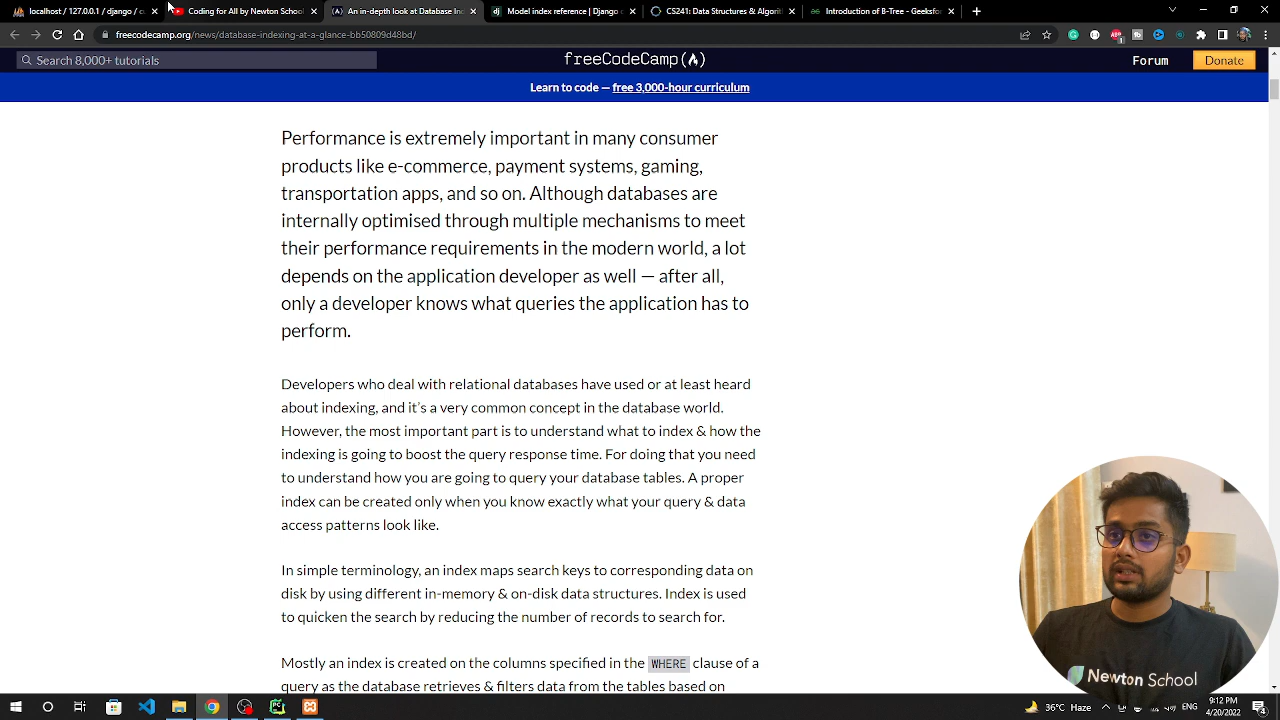 localhost / 127.0.0.1 / django / cu
Coding for All by Newton School
An in-depth look at Database Ind
Model index reference | Django d
CS241: Data Structures & Algorith
Introduction of B-Tree - Geeksfor
freecodecamp.org/news/database-indexing-at-a-glance-bb50809d48bd/
Search 8,000+ tutorials
freeCodeCamp
Forum
Donate
Learn to code — free 3,000-hour curriculum
Performance is extremely important in many consumer
products like e-commerce, payment systems, gaming,
transportation apps, and so on. Although databases are
internally optimised through multiple mechanisms to meet
their performance requirements in the modern world, a lot
depends on the application developer as well — after all,
only a developer knows what queries the application has to
perform.
Developers who deal with relational databases have used or at least heard
about indexing, and it’s a very common concept in the database world.
However, the most important part is to understand what to index & how the
indexing is going to boost the query response time. For doing that you need
to understand how you are going to query your database tables. A proper
index can be created only when you know exactly what your query & data
access patterns look like.
In simple terminology, an index maps search keys to corresponding data on
disk by using different in-memory & on-disk data structures. Index is used
to quicken the search by reducing the number of records to search for.
Mostly an index is created on the columns specified in the WHERE clause of a
query as the database retrieves & filters data from the tables based on
Newton School
36°C Haze
ENG
9:12 PM
4/20/2022